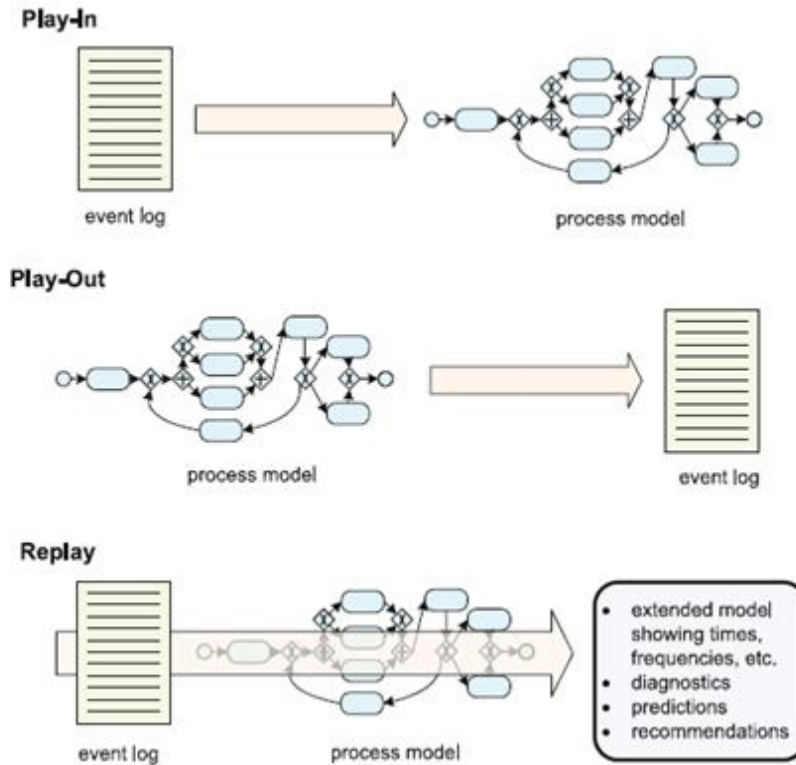 Play-In
event log
process model
Play-Out
process model
event log
Replay
event log
process model
• extended model
showing times,
frequencies, etc.
• diagnostics
• predictions
• recommendations